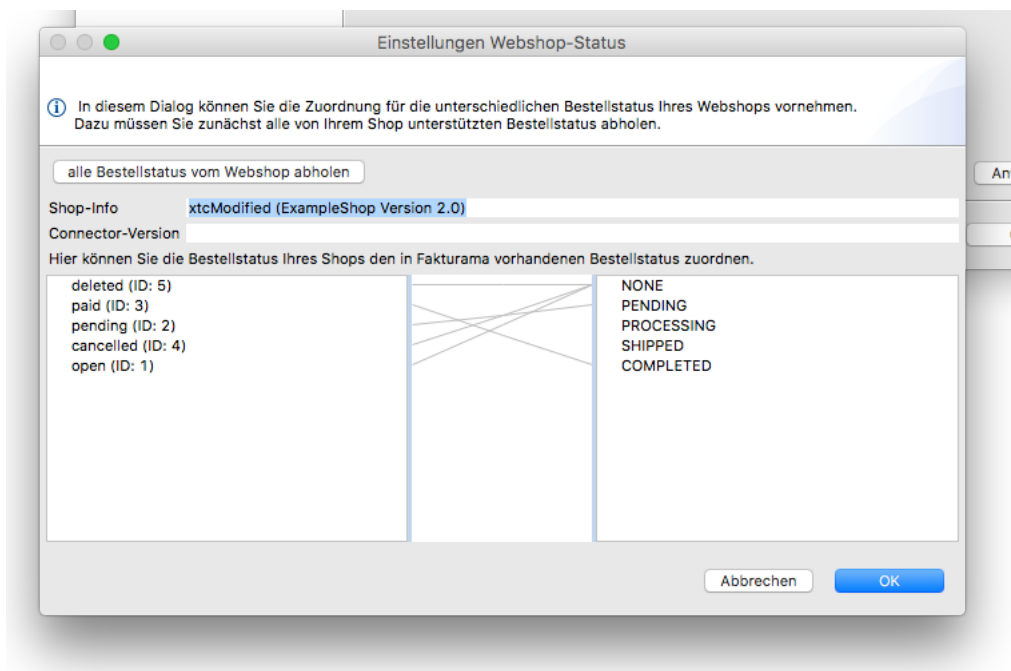 Einstellungen Webshop-Status
In diesem Dialog können Sie die Zuordnung für die unterschiedlichen Bestellstatus Ihres Webshops vornehmen.
Dazu müssen Sie zunächst alle von Ihrem Shop unterstützten Bestellstatus abholen.
alle Bestellstatus vom Webshop abholen
Shop-Info xtcModified (ExampleShop Version 2.0)
Connector-Version
Hier können Sie die Bestellstatus Ihres Shops den in Fakturama vorhandenen Bestellstatus zuordnen.
deleted (ID: 5) NONE
paid (ID: 3) PENDING
pending (ID: 2) PROCESSING
cancelled (ID: 4) SHIPPED
open (ID: 1) COMPLETED
Abbrechen OK